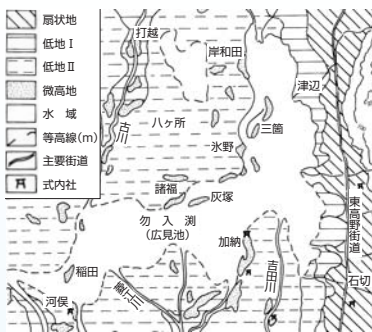 扇状地
低地Ⅰ
低地Ⅱ
微高地
水域
等高線(m)
主要街道
式内社
打越
岸和田
津辺
古川
八ヶ所
三箇
氷野
諸福
灰塚
勿入渕
(広見池)
加納
吉田川
東高野街道
石切
稲田
河俣